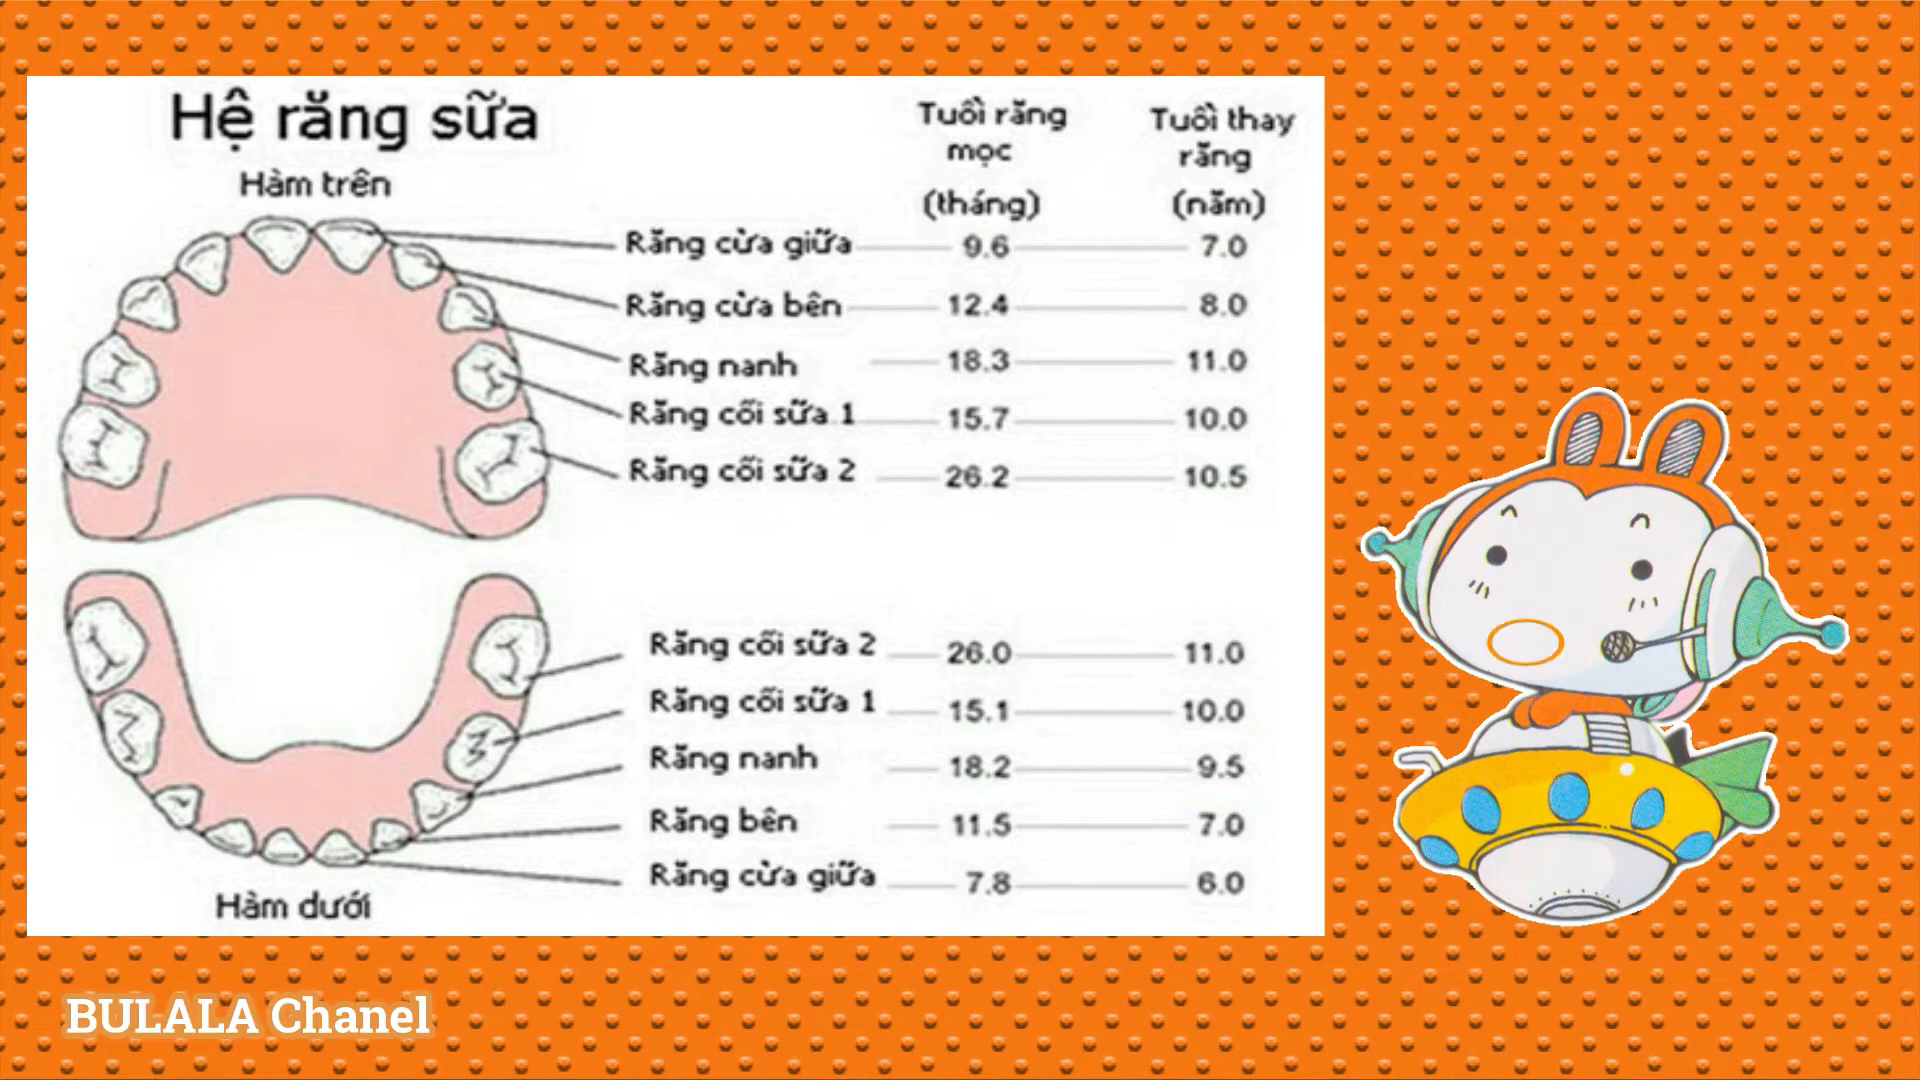 Hệ răng sữa
Hàm trên
Tuổi răng
mọc
(tháng)
Tuổi thay
răng
(năm)
Răng cửa giữa 9.6 7.0
Răng cửa bên 12.4 8.0
Răng nanh 18.3 11.0
Răng cối sữa 1 15.7 10.0
Răng cối sữa 2 26.2 10.5
Răng cối sữa 2 26.0 11.0
Răng cối sữa 1 15.1 10.0
Răng nanh 18.2 9.5
Răng bên 11.5 7.0
Răng cửa giữa 7.8 6.0
Hàm dưới
BULALA Chanel